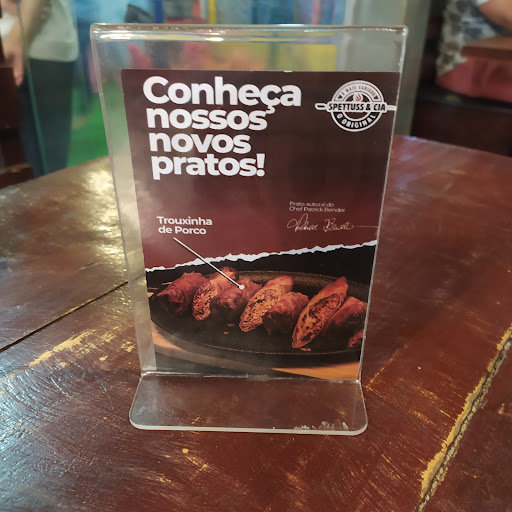 Conheça
nossos
novos
pratos!
SPETTUSS & CIA
O ORIGINAL
Prato autoral do
Chef Patrick Bender
Trouxinha
de Porco